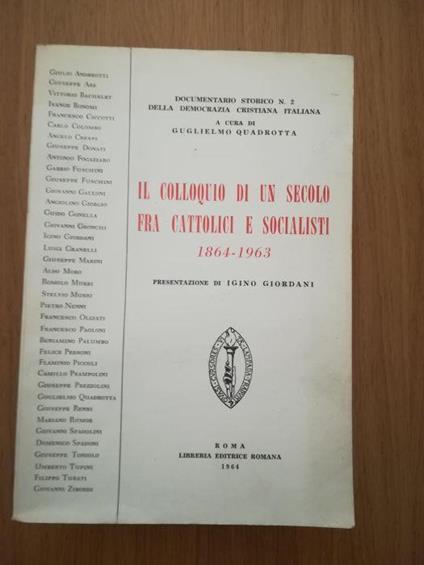 Giulio Andreotti
Giuseppe Are
Vittorio Bachelet
Ivanoe Bonomi
Francesco Ciccotti
Carlo Colombo
Angelo Crespi
Giuseppe Donati
Antonio Fogazzaro
Gabrio
Giuseppe Fuschini
Giovanni Galloni
Angiolino Giorgio
Guido Gonella
Giovanni Gronchi
Igino Giordani
Luigi Granelli
Giuseppe Marini
Aldo Moro
Romolo Murri
Stelvio
Pietro Nenni
Francesco Olgiati
Francesco Paoloni
Beniamino Palumbo
Felice Perroni
Flaminio Piccoli
Camillo Prampolini
Giuseppe Prezzolini
Guglielmo Quadrotta
Giuseppe Rensi
Mariano Rumor
Giovanni Spadolini
Domenico Spadoni
Giuseppe Toniolo
Umberto Tupini
Filippo Turati
Giovanni Zibordi
DOCUMENTARIO STORICO N. 2
DELLA DEMOCRAZIA CRISTIANA ITALIANA
A CURA DI
GUGLIELMO QUADROTTA
IL COLLOQUIO DI UN SECOLO
FRA CATTOLICI E SOCIALISTI
1864-1963
PRESENTAZIONE DI IGINO GIORDANI
ROMA
LIBRERIA EDITRICE ROMANA
1964